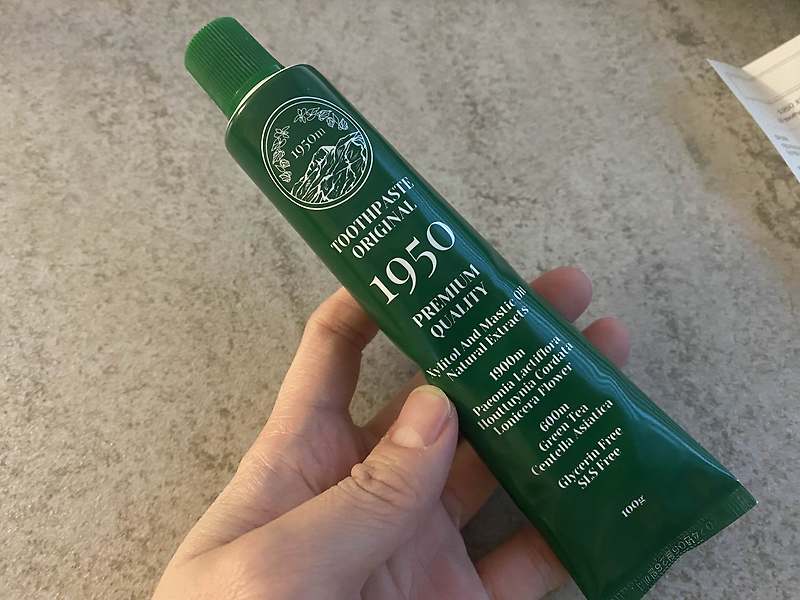 1950m
TOOTHPASTE
ORIGINAL
1950
PREMIUM
QUALITY
Xylitol And Mastic Oil
Natural Extracts
1900m
Paeonia Lactiflora
Houttuynia Cordata
Lonicera Flower
600m
Green Tea
Centella Asiatica
Glycerin Free
SLS Free
100g